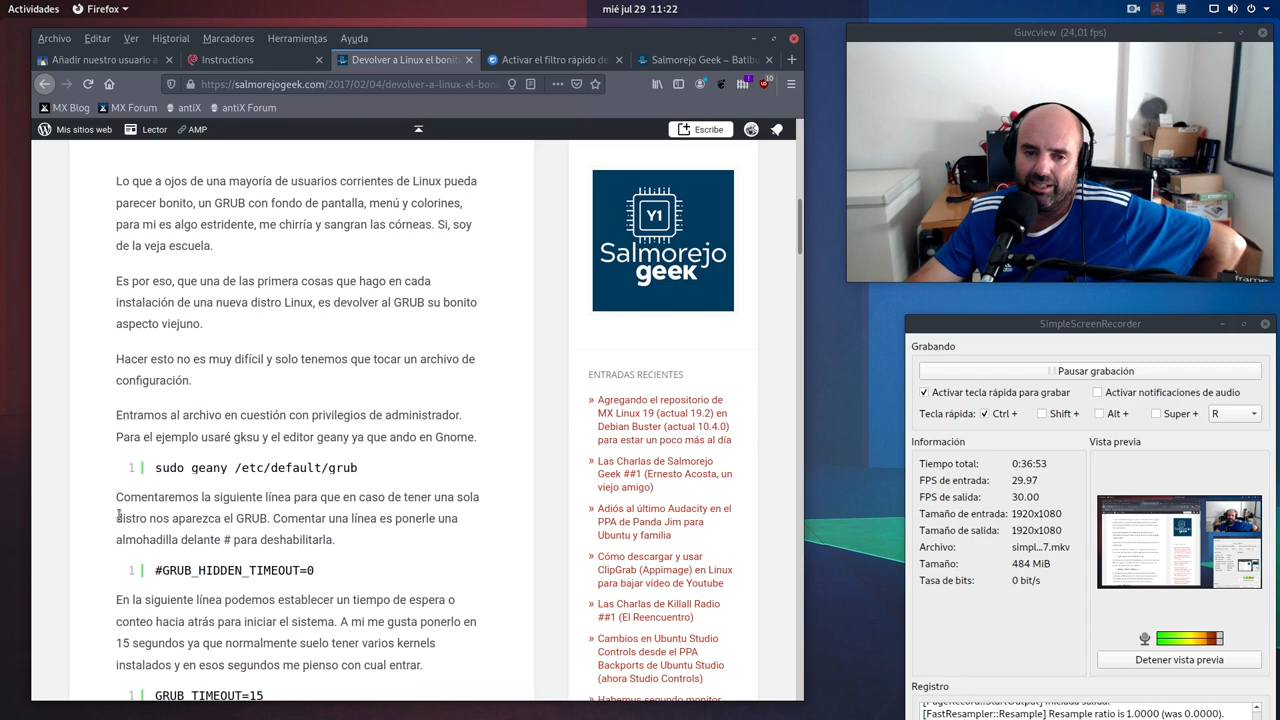 Actividades
Firefox
mié jul 29 11:22
Archivo Editar Ver Historial Marcadores Herramientas Ayuda
Añadir nuestro usuario a
Instructions
Devolver a Linux el bonit
Activar el filtro rápido de
Salmorejo Geek – Batibu
https://salmorejogeek.com/2017/02/04/devolver-a-linux-el-bon
10
MX Blog MX Forum antiX antiX Forum
Mis sitios web Lector AMP Escribe
Lo que a ojos de una mayoría de usuarios corrientes de Linux pueda
parecer bonito, un GRUB con fondo de pantalla, menú y colorines,
para mi es algo estridente, me chirría y sangran las córneas. Si, soy
de la veja escuela.
Es por eso, que una de las primera cosas que hago en cada
instalación de una nueva distro Linux, es devolver al GRUB su bonito
aspecto viejuno.
Hacer esto no es muy difícil y solo tenemos que tocar un archivo de
configuración.
Entramos al archivo en cuestión con privilegios de administrador.
Para el ejemplo usaré gksu y el editor geany ya que ando en Gnome.
1 sudo geany /etc/default/grub
Comentaremos la siguiente línea para que en caso de tener una sola
distro nos aparezca el GRUB. Comentar una línea es ponerle una
almohadilla delante # para deshabilitarla.
1 #GRUB_HIDDEN_TIMEOUT=0
En la siguiente línea podemos establecer un tiempo de espera o
conteo hacia atrás para iniciar el sistema. A mi me gusta ponerlo en
15 segundos ya que normalmente suelo tener varios kernels
instalados y en esos segundos me pienso con cual entrar.
1 GRUB_TIMEOUT=15
Y1
Salmorejo
geek
ENTRADAS RECIENTES
» Agregando el repositorio de
MX Linux 19 (actual 19.2) en
Debian Buster (actual 10.4.0)
para estar un poco más al día
» Las Charlas de Salmorejo
Geek ##1 (Ernesto Acosta, un
viejo amigo)
» Adiós al último Audacity en el
PPA de Panda Jim para
Ubuntu y familia
» Cómo descargar y usar
ClipGrab (Appimage) en Linux
para bajar vídeo de Youtube
» Las Charlas de Killall Radio
##1 (El Reencuentro)
» Cambios en Ubuntu Studio
Controls desde el PPA
Backports de Ubuntu Studio
(ahora Studio Controls)
» Habemus segundo monitor
Guvcview (24,01 fps)
adidas
frame
SimpleScreenRecorder
Grabando
Pausar grabación
Activar tecla rápida para grabar
Activar notificaciones de audio
Tecla rápida: Ctrl + Shift + Alt + Super + R
Información
Tiempo total: 0:36:53
FPS de entrada: 29.97
FPS de salida: 30.00
Tamaño de entrada: 1920x1080
Tamaño de salida: 1920x1080
Archivo: simpl...7.mkv
Tamaño: 484 MiB
Tasa de bits: 0 bit/s
Vista previa
Detener vista previa
Registro
[PageRecord::StartOutput] Iniciada salida.
[FastResampler::Resample] Resample ratio is 1.0000 (was 0.0000).